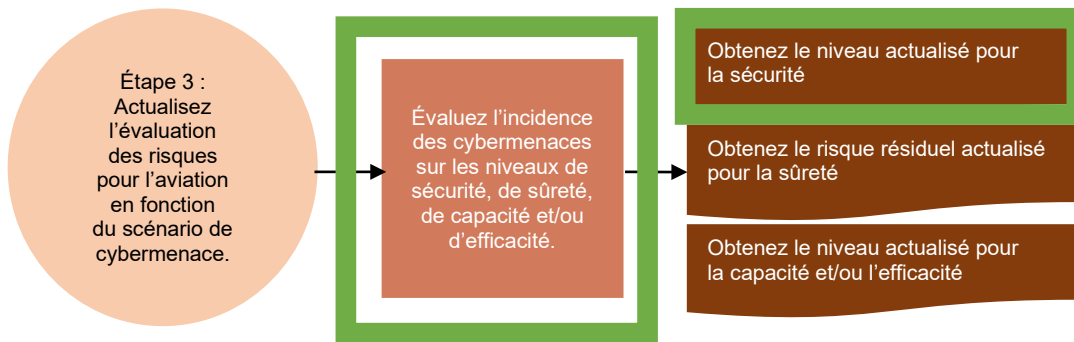 Étape 3 :
Actualisez
l’évaluation
des risques
pour l’aviation
en fonction
du scénario de
cybermenace.
Évaluez l’incidence
des cybermenaces
sur les niveaux de
sécurité, de sûreté,
de capacité et/ou
d’efficacité.
Obtenez le niveau actualisé pour
la sécurité
Obtenez le risque résiduel actualisé
pour la sûreté
Obtenez le niveau actualisé pour
la capacité et/ou l’efficacité